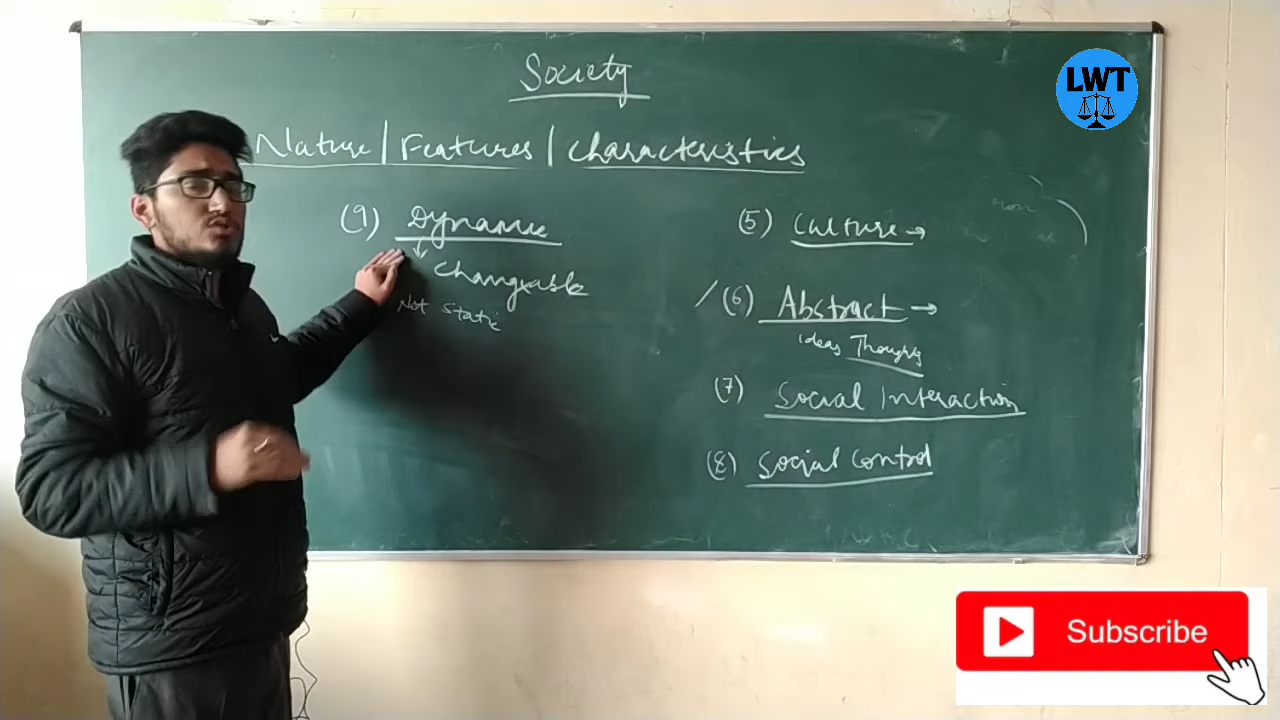 Society
Nature | Features | Characteristics
(9) Dynamic
Changeable
Not Static
(5) Culture →
(6) Abstract →
Ideas Thoughts
(7) Social Interaction
(8) Social Control
LWT
Subscribe